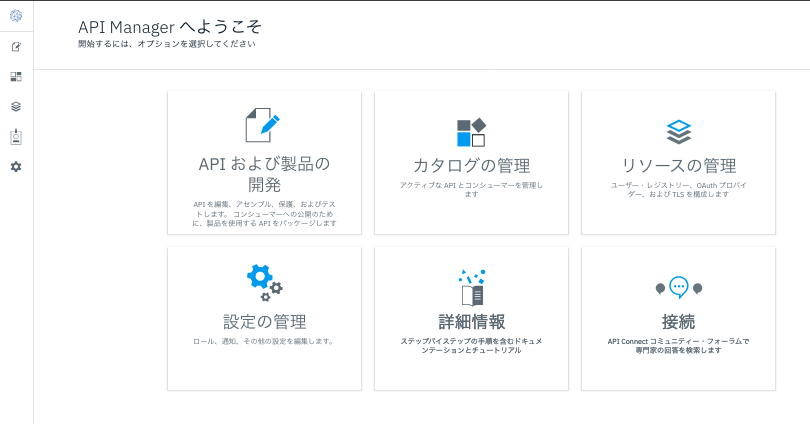 API Manager へようこそ
開始するには、オプションを選択してください
API および製品の
開発
API を編集、アセンブル、保護、およびテス
トします。 コンシューマーへの公開のため
に、製品を使用する API をパッケージします
カタログの管理
アクティブな API とコンシューマーを管理し
ます
リソースの管理
ユーザー・レジストリー、OAuth プロバイ
ダー、および TLS を構成します
設定の管理
ロール、通知、その他の設定を編集します。
詳細情報
ステップバイステップの手順を含むドキュメ
ンテーションとチュートリアル
接続
API Connect コミュニティー・フォーラムで
専門家の回答を検索します